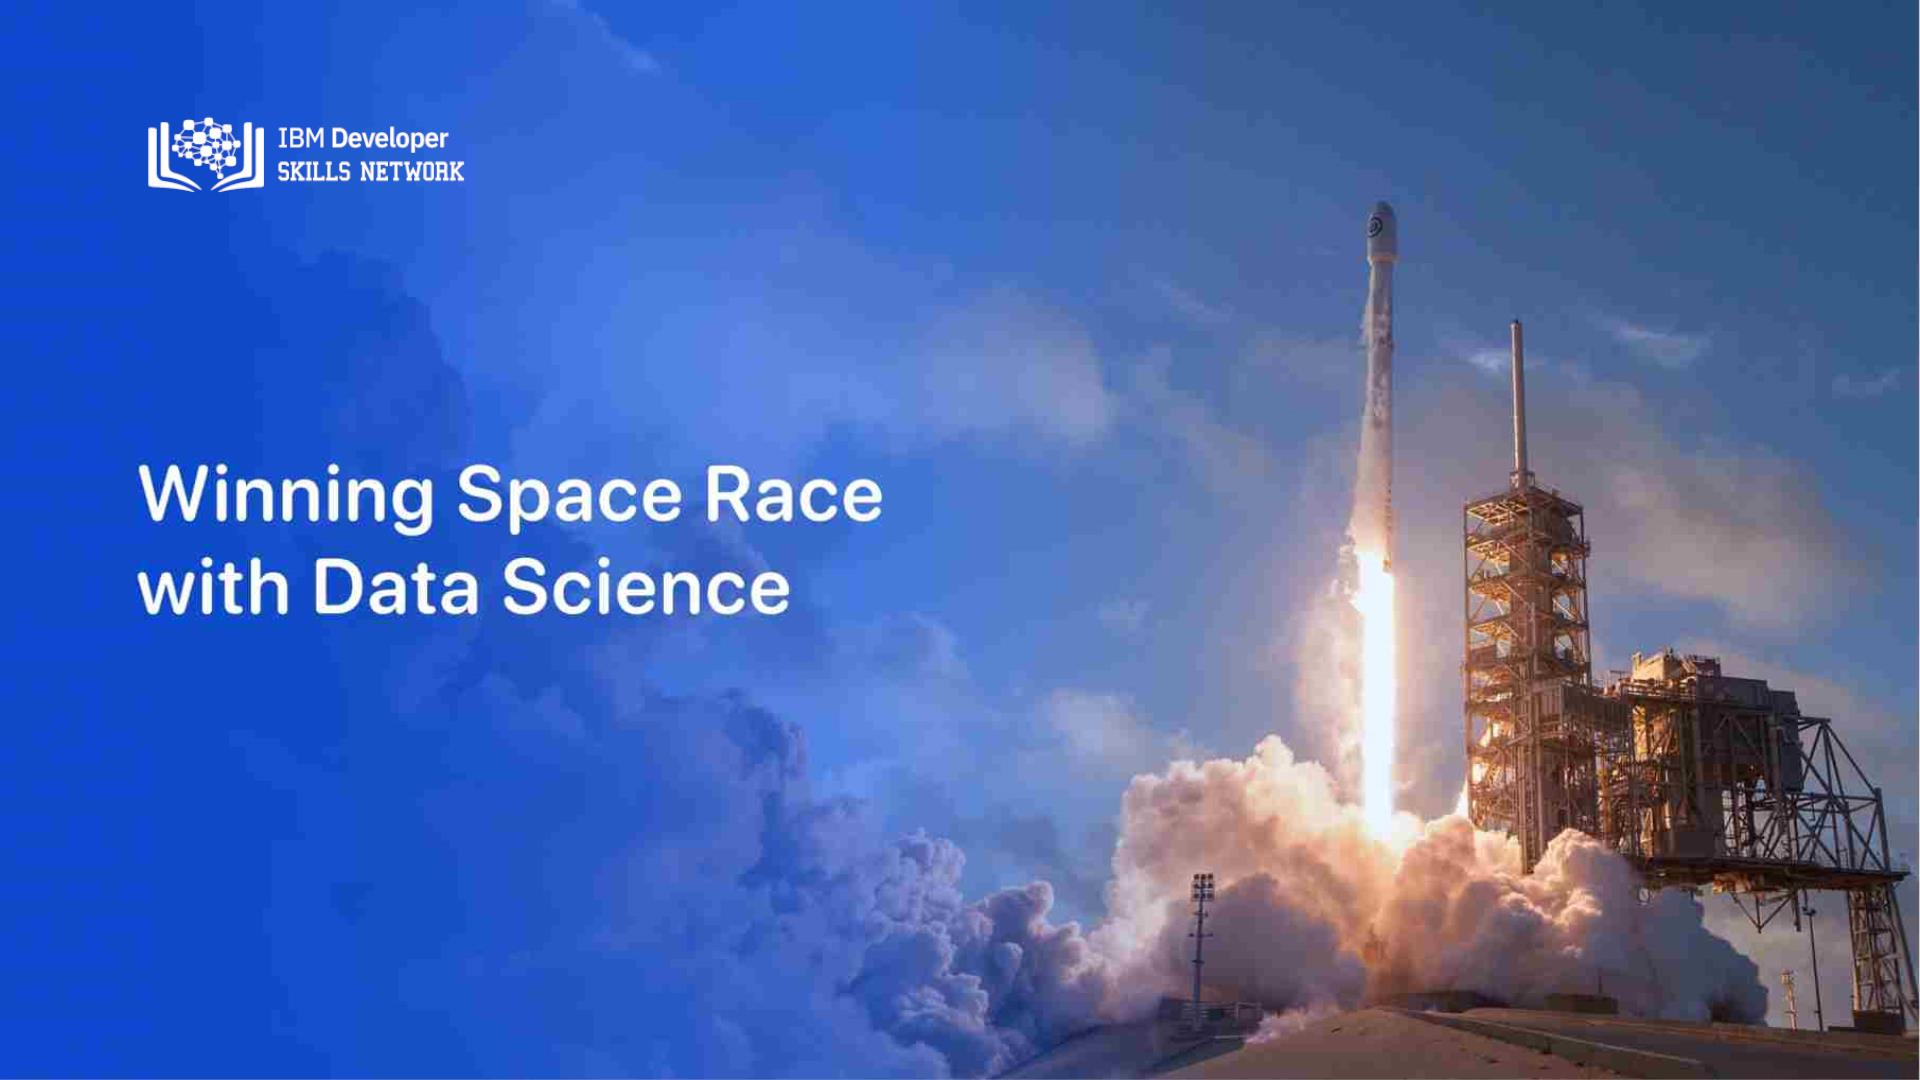 IBM Developer
SKILLS NETWORK
Winning Space Race
with Data Science